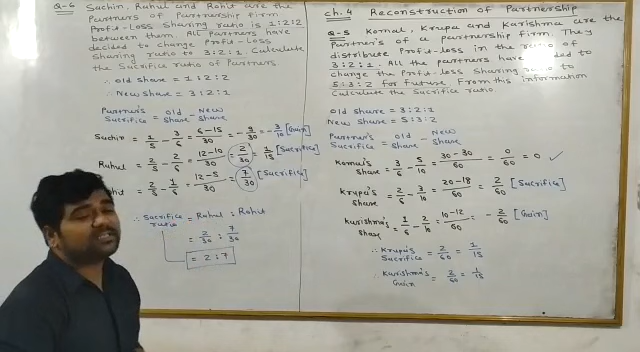 Q-6 Sachin, Rahul and Rohit are the
Partners of Partnership firm
Profit-Loss Sharing ratio is 1:2:2
between them. All partners have
decided to change Profit-Loss
Sharing ratio to 3:2:1. Calculate
the Sacrifice ratio of Partners.
∴ old share = 1:2:2
∴ New share = 3:2:1
Partner's Sacrifice = old share - New share
Sachin = 1/5 - 3/6 = 6-15/30 = -9/30 = -3/10 [Gain]
Rahul = 2/5 - 2/6 = 12-10/30 = 2/30 = 1/15 [Sacrifice]
Rohit = 2/5 - 1/6 = 12-5/30 = 7/30 [Sacrifice]
∴ Sacrifice ratio = Rahul : Rohit
= 2/30 : 7/30
= 2:7
Ch. 4 Reconstruction of Partnership
Q-5 Komal, Krupa and Karishma are the
Partners of a partnership firm. They
distribute Profit-loss in the ratio of
3:2:1. All the partners have decided to
change the Profit-loss Sharing ratio to
5:3:2 for future From this information
Calculate the Sacrifice ratio.
old share = 3:2:1
New share = 5:3:2
Partner's Sacrifice = old share - New share
Komal's Share = 3/6 - 5/10 = 30-30/60 = 0/60 = 0 ✓
Krupa's Share = 2/6 - 3/10 = 20-18/60 = 2/60 [Sacrifice]
Karishma's Share = 1/6 - 2/10 = 10-12/60 = -2/60 [Gain]
∴ Krupa's Sacrifice = 2/60 = 1/15
∴ Karishma's Gain = 2/60 = 1/15